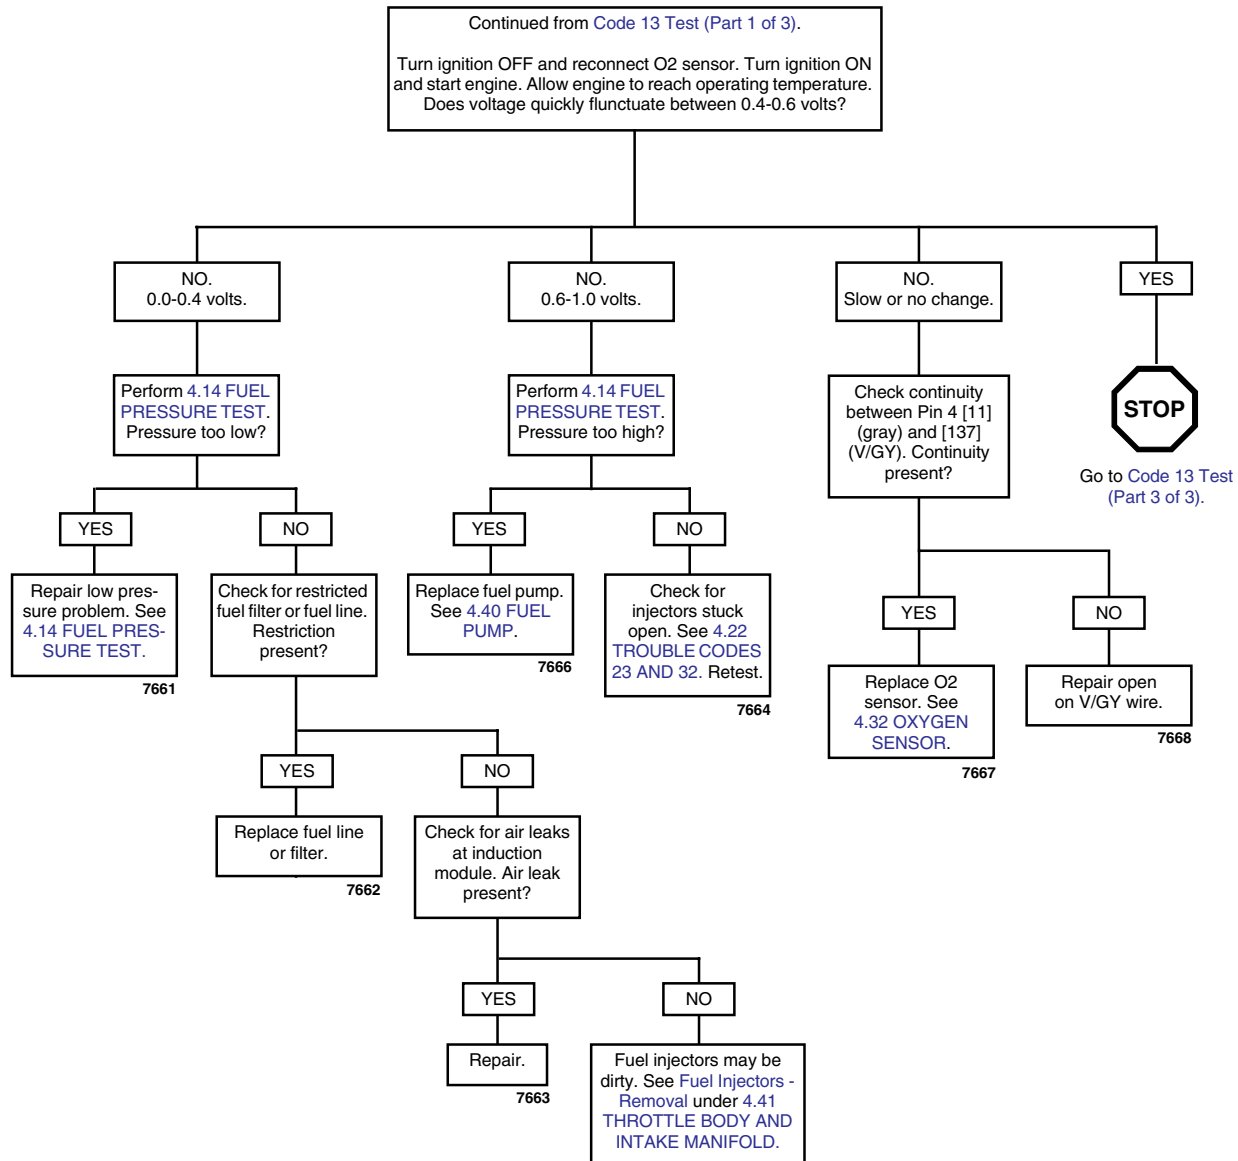 Continued from Code 13 Test (Part 1 of 3).
Turn ignition OFF and reconnect O2 sensor. Turn ignition ON
and start engine. Allow engine to reach operating temperature.
Does voltage quickly flunctuate between 0.4-0.6 volts?
NO.
0.0-0.4 volts.
NO.
0.6-1.0 volts.
NO.
Slow or no change.
YES
Perform 4.14 FUEL
PRESSURE TEST.
Pressure too low?
Perform 4.14 FUEL
PRESSURE TEST.
Pressure too high?
Check continuity
between Pin 4 [11]
(gray) and [137]
(V/GY). Continuity
present?
STOP
Go to Code 13 Test
(Part 3 of 3).
YES
NO
YES
NO
Repair low pres-
sure problem. See
4.14 FUEL PRES-
SURE TEST.
7661
Check for restricted
fuel filter or fuel line.
Restriction
present?
Replace fuel pump.
See 4.40 FUEL
PUMP.
7666
Check for
injectors stuck
open. See 4.22
TROUBLE CODES
23 AND 32. Retest.
7664
YES
NO
Replace O2
sensor. See
4.32 OXYGEN
SENSOR.
7667
Repair open
on V/GY wire.
7668
YES
NO
Replace fuel line
or filter.
7662
Check for air leaks
at induction
module. Air leak
present?
YES
NO
Repair.
7663
Fuel injectors may be
dirty. See Fuel Injectors -
Removal under 4.41
THROTTLE BODY AND
INTAKE MANIFOLD.